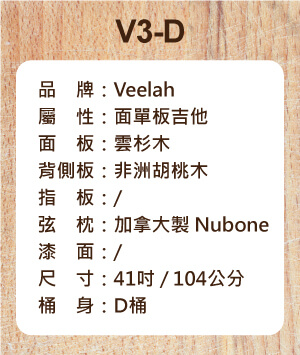 V3-D
品　牌：Veelah
屬　性：面單板吉他
面　板：雲杉木
背側板：非洲胡桃木
指　板：/
弦　枕：加拿大製 Nubone
漆　面：/
尺　寸：41吋 / 104公分
桶　身：D桶